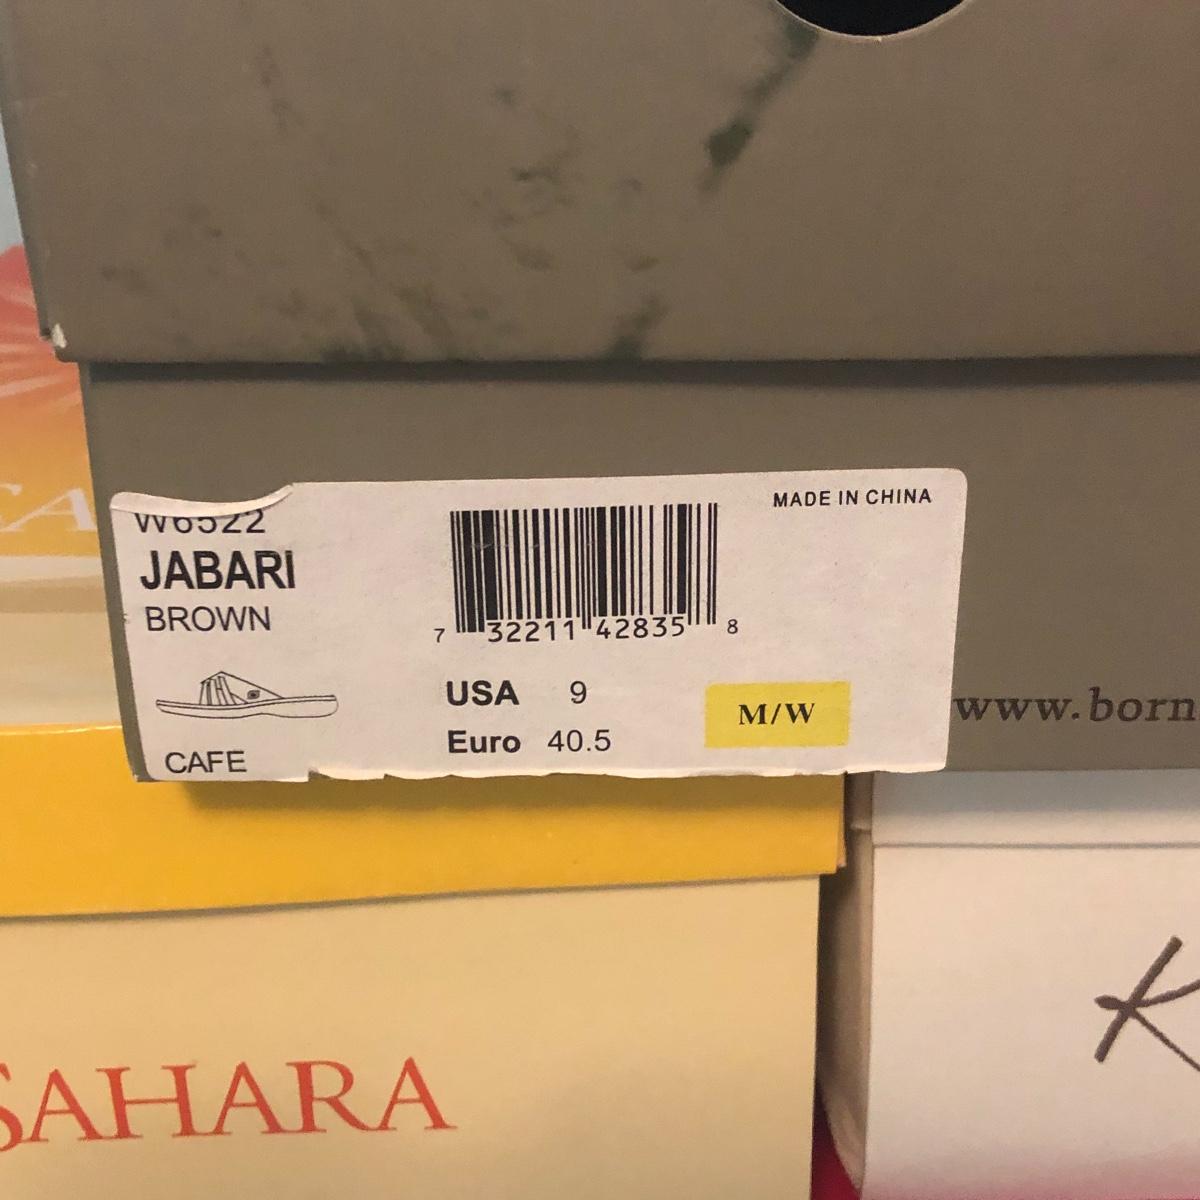 W6522
JABARI
BROWN
CAFE
7 32211 42835 8
MADE IN CHINA
USA 9
Euro 40.5
M/W
www.born
SAHARA
K